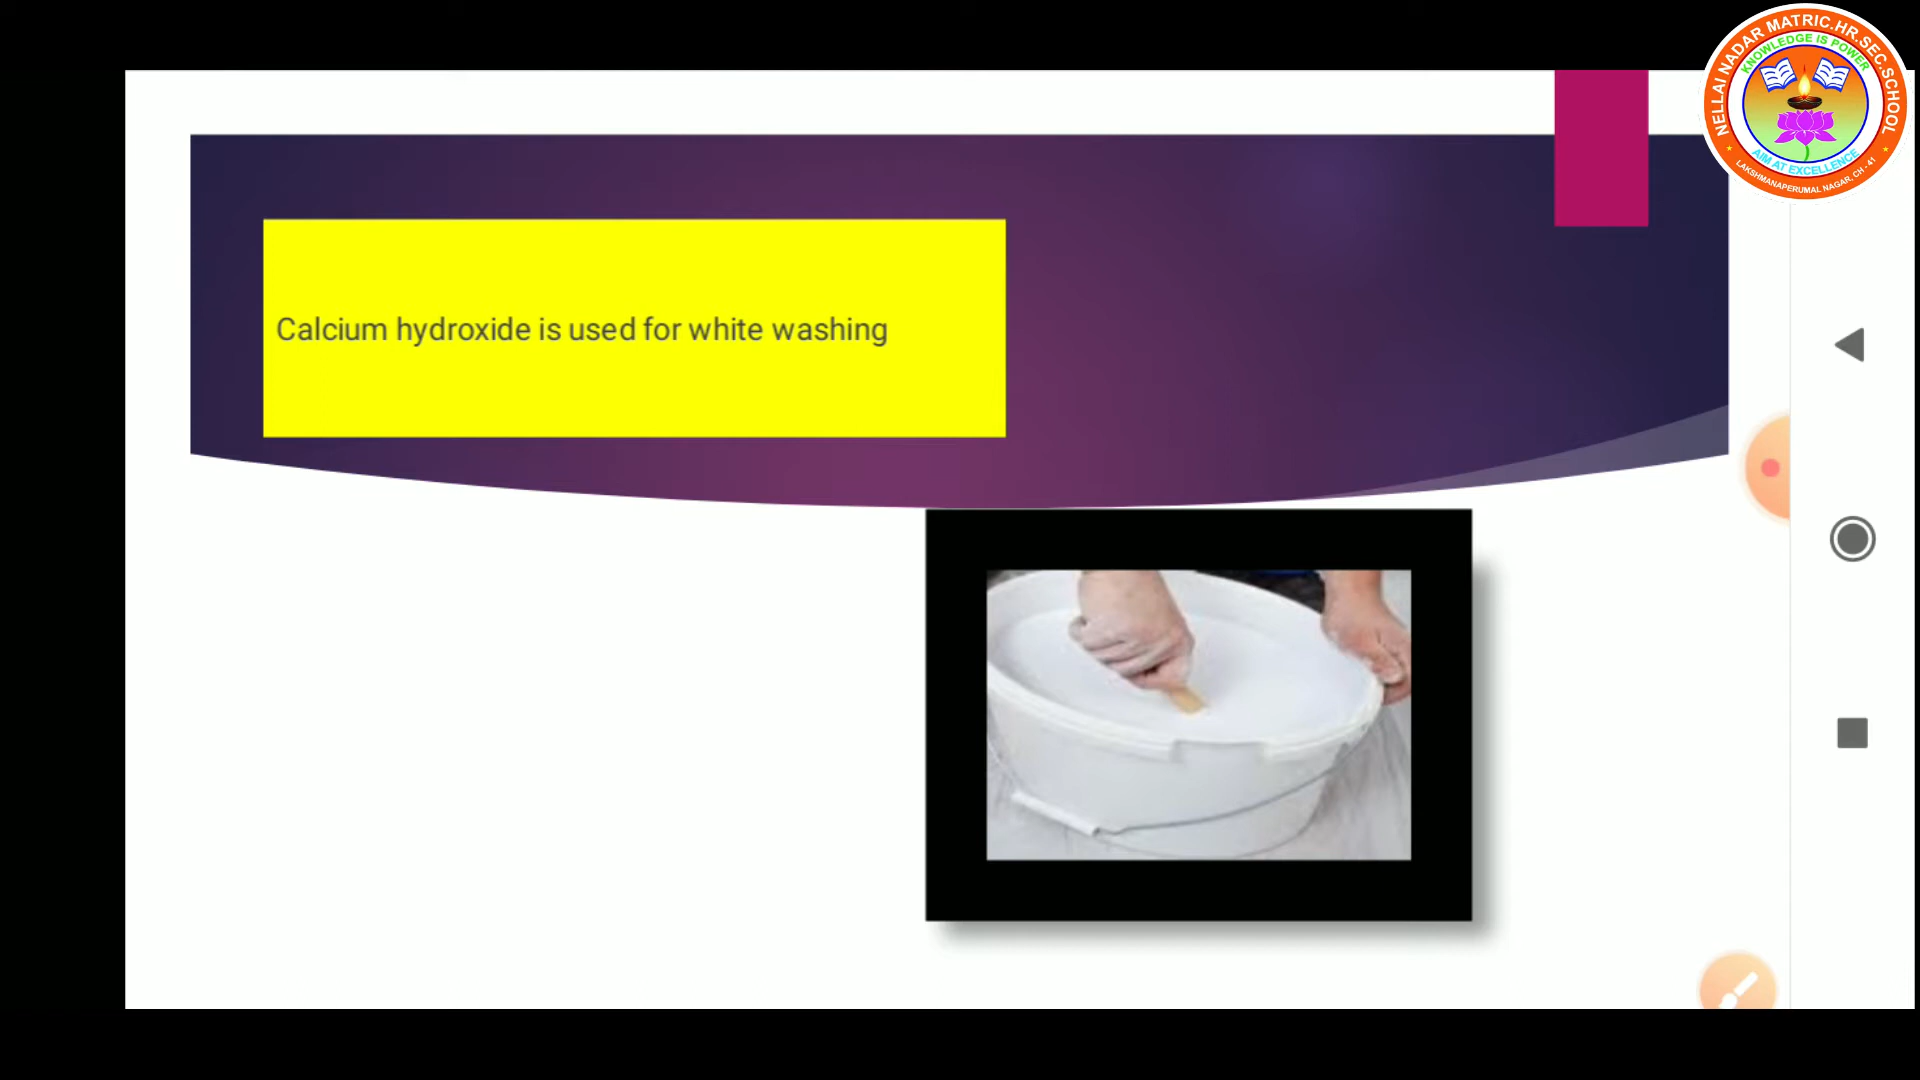 NELLAI NADAR MATRIC.HR.SEC.SCHOOL
KNOWLEDGE IS POWER
AIM AT EXCELLENCE
LAKSHMANAPERUMAL NAGAR, CH - 41
Calcium hydroxide is used for white washing